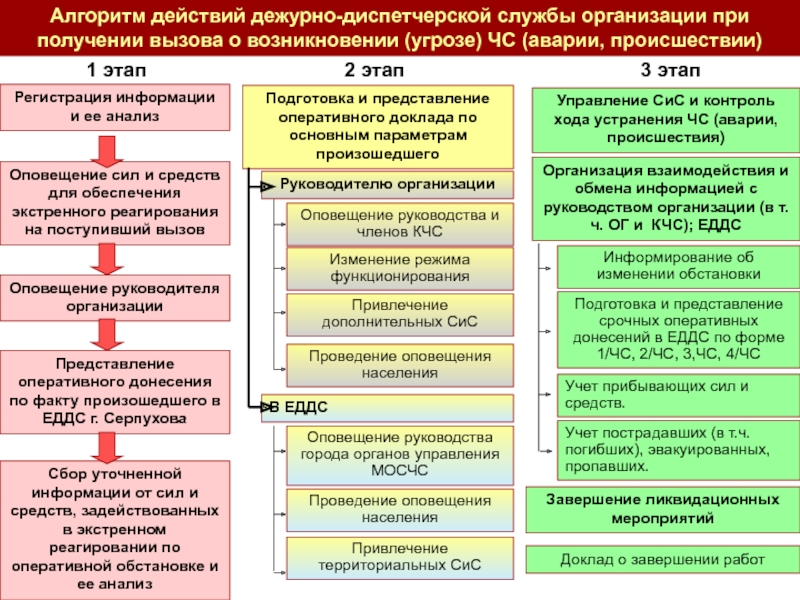 Алгоритм действий дежурно-диспетчерской службы организации при
получении вызова о возникновении (угрозе) ЧС (аварии, происшествии)
1 этап
Регистрация информации
и ее анализ
Оповещение сил и средств
для обеспечения
экстренного реагирования
на поступивший вызов
Оповещение руководителя
организации
Представление
оперативного донесения
по факту произошедшего в
ЕДДС г. Серпухова
Сбор уточненной
информации от сил и
средств, задействованных
в экстренном
реагировании по
оперативной обстановке и
ее анализ
2 этап
Подготовка и представление
оперативного доклада по
основным параметрам
произошедшего
Руководителю организации
Оповещение руководства и
членов КЧС
Изменение режима
функционирования
Привлечение
дополнительных СиС
Проведение оповещения
населения
В ЕДДС
Оповещение руководства
города органов управления
МОСЧС
Проведение оповещения
населения
Привлечение
территориальных СиС
3 этап
Управление СиС и контроль
хода устранения ЧС (аварии,
происшествия)
Организация взаимодействия и
обмена информацией с
руководством организации (в т.
ч. ОГ и КЧС); ЕДДС
Информирование об
изменении обстановки
Подготовка и представление
срочных оперативных
донесений в ЕДДС по форме
1/ЧС, 2/ЧС, 3,ЧС, 4/ЧС
Учет прибывающих сил и
средств.
Учет пострадавших (в т.ч.
погибших), эвакуированных,
пропавших.
Завершение ликвидационных
мероприятий
Доклад о завершении работ